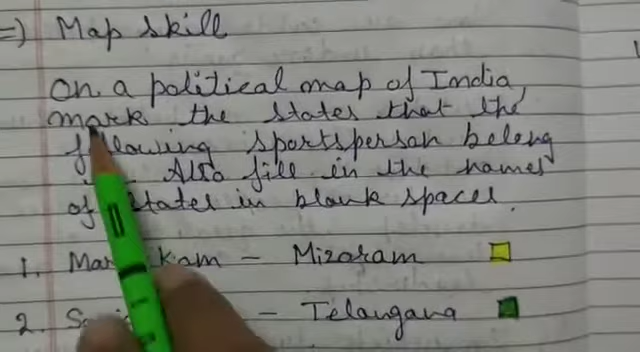 =) Map skill
On a political map of India,
mark the states that the
following sportsperson belong
Also fill in the names
of states in blank spaces.
1. Mar kam - Mizoram
2. - Telangana